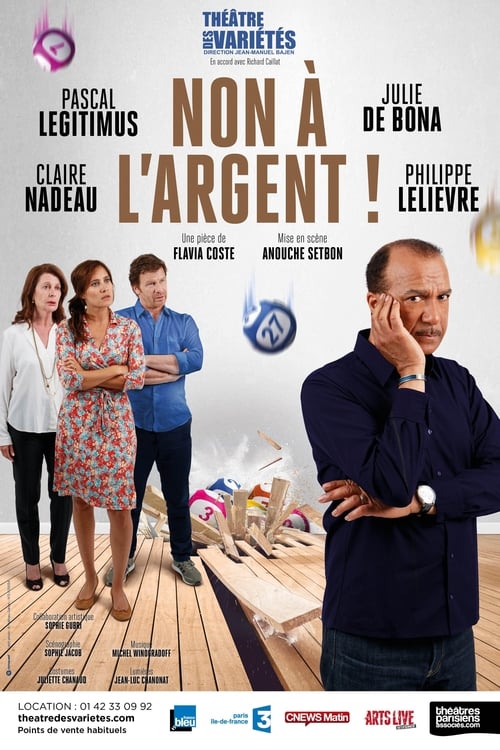 THÉÂTRE
DES VARIÉTÉS
DIRECTION JEAN-MANUEL BAJEN
En accord avec Richard Caillat
PASCAL
LEGITIMUS
NON À
L'ARGENT !
JULIE
DE BONA
CLAIRE
NADEAU
PHILIPPE
LELIEVRE
Une pièce de
FLAVIA COSTE
Mise en scène
ANOUCHE SETBON
27
3
Collaboration artistique
SOPHIE GUBRI
Scénographie
SOPHIE JACOB
Musique
MICHEL WINOGRADOFF
Costumes
JULIETTE CHANAUD
Lumières
JEAN-LUC CHANONAT
LOCATION : 01 42 33 09 92
theatredesvarietes.com
Points de vente habituels
bleu
paris
ile-de-france
3
CNEWS Matin
ARTS LIVE
théâtres
parisiens
associés.com